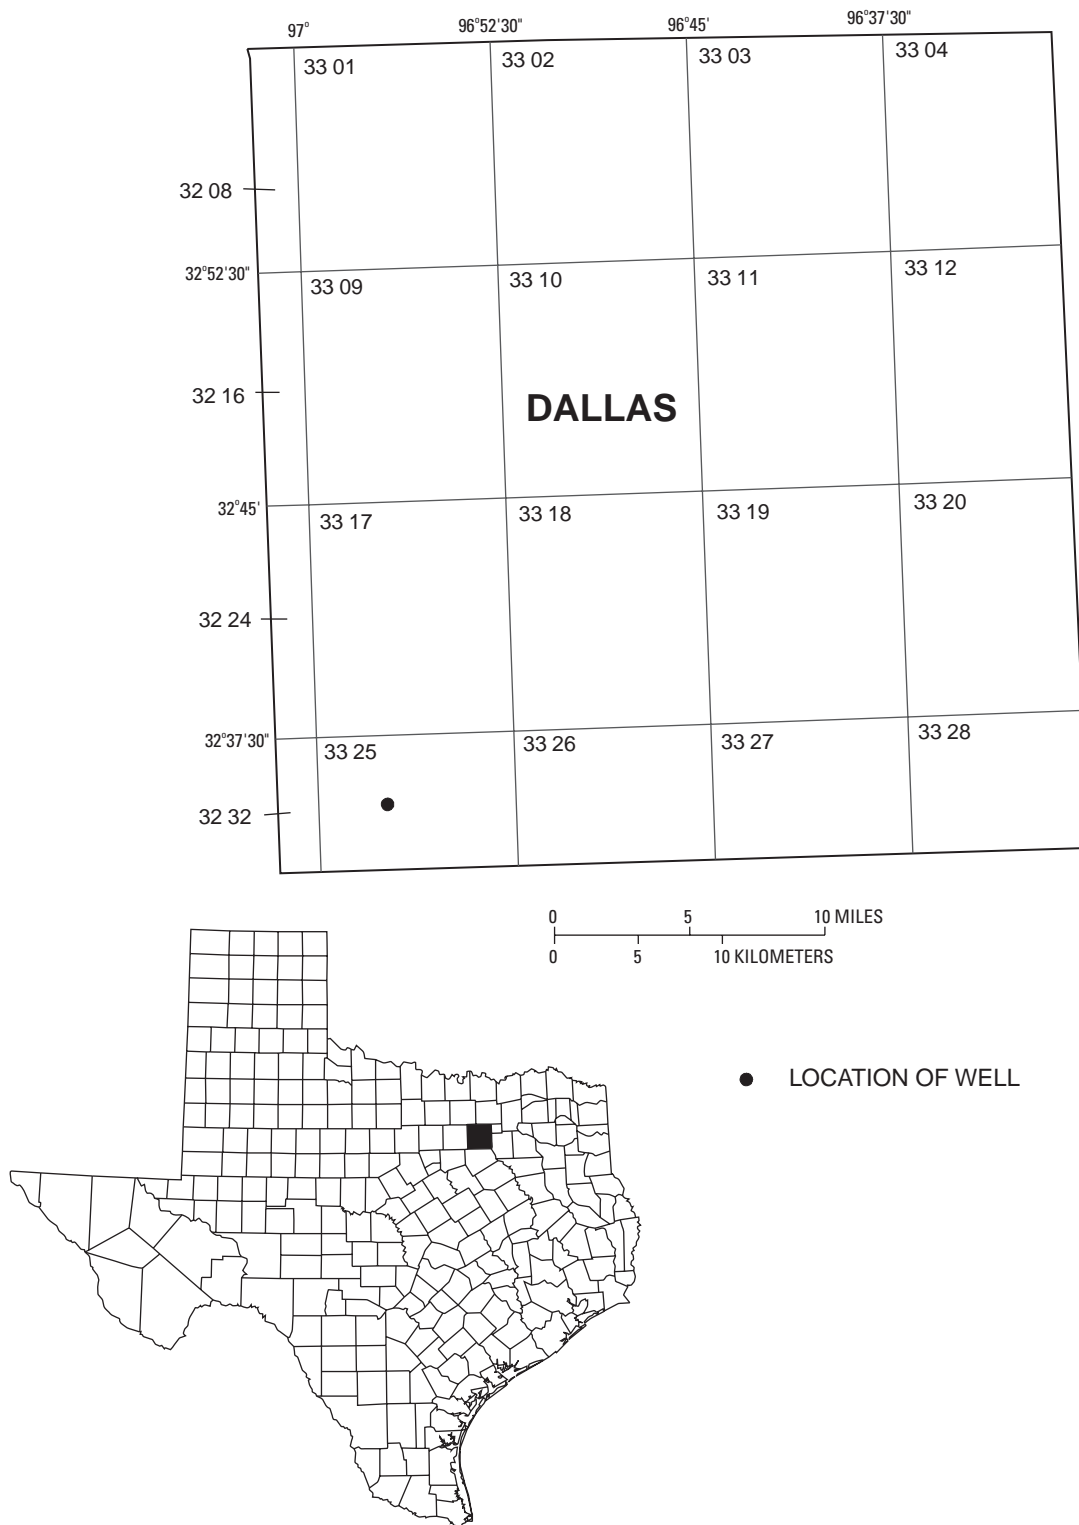 97° 96°52'30" 96°45' 96°37'30"
33 01 33 02 33 03 33 04
32 08
32°52'30"
33 09 33 10 33 11 33 12
32 16
DALLAS
32°45'
33 17 33 18 33 19 33 20
32 24
32°37'30"
33 25 33 26 33 27 33 28
32 32
0 5 10 MILES
0 5 10 KILOMETERS
LOCATION OF WELL